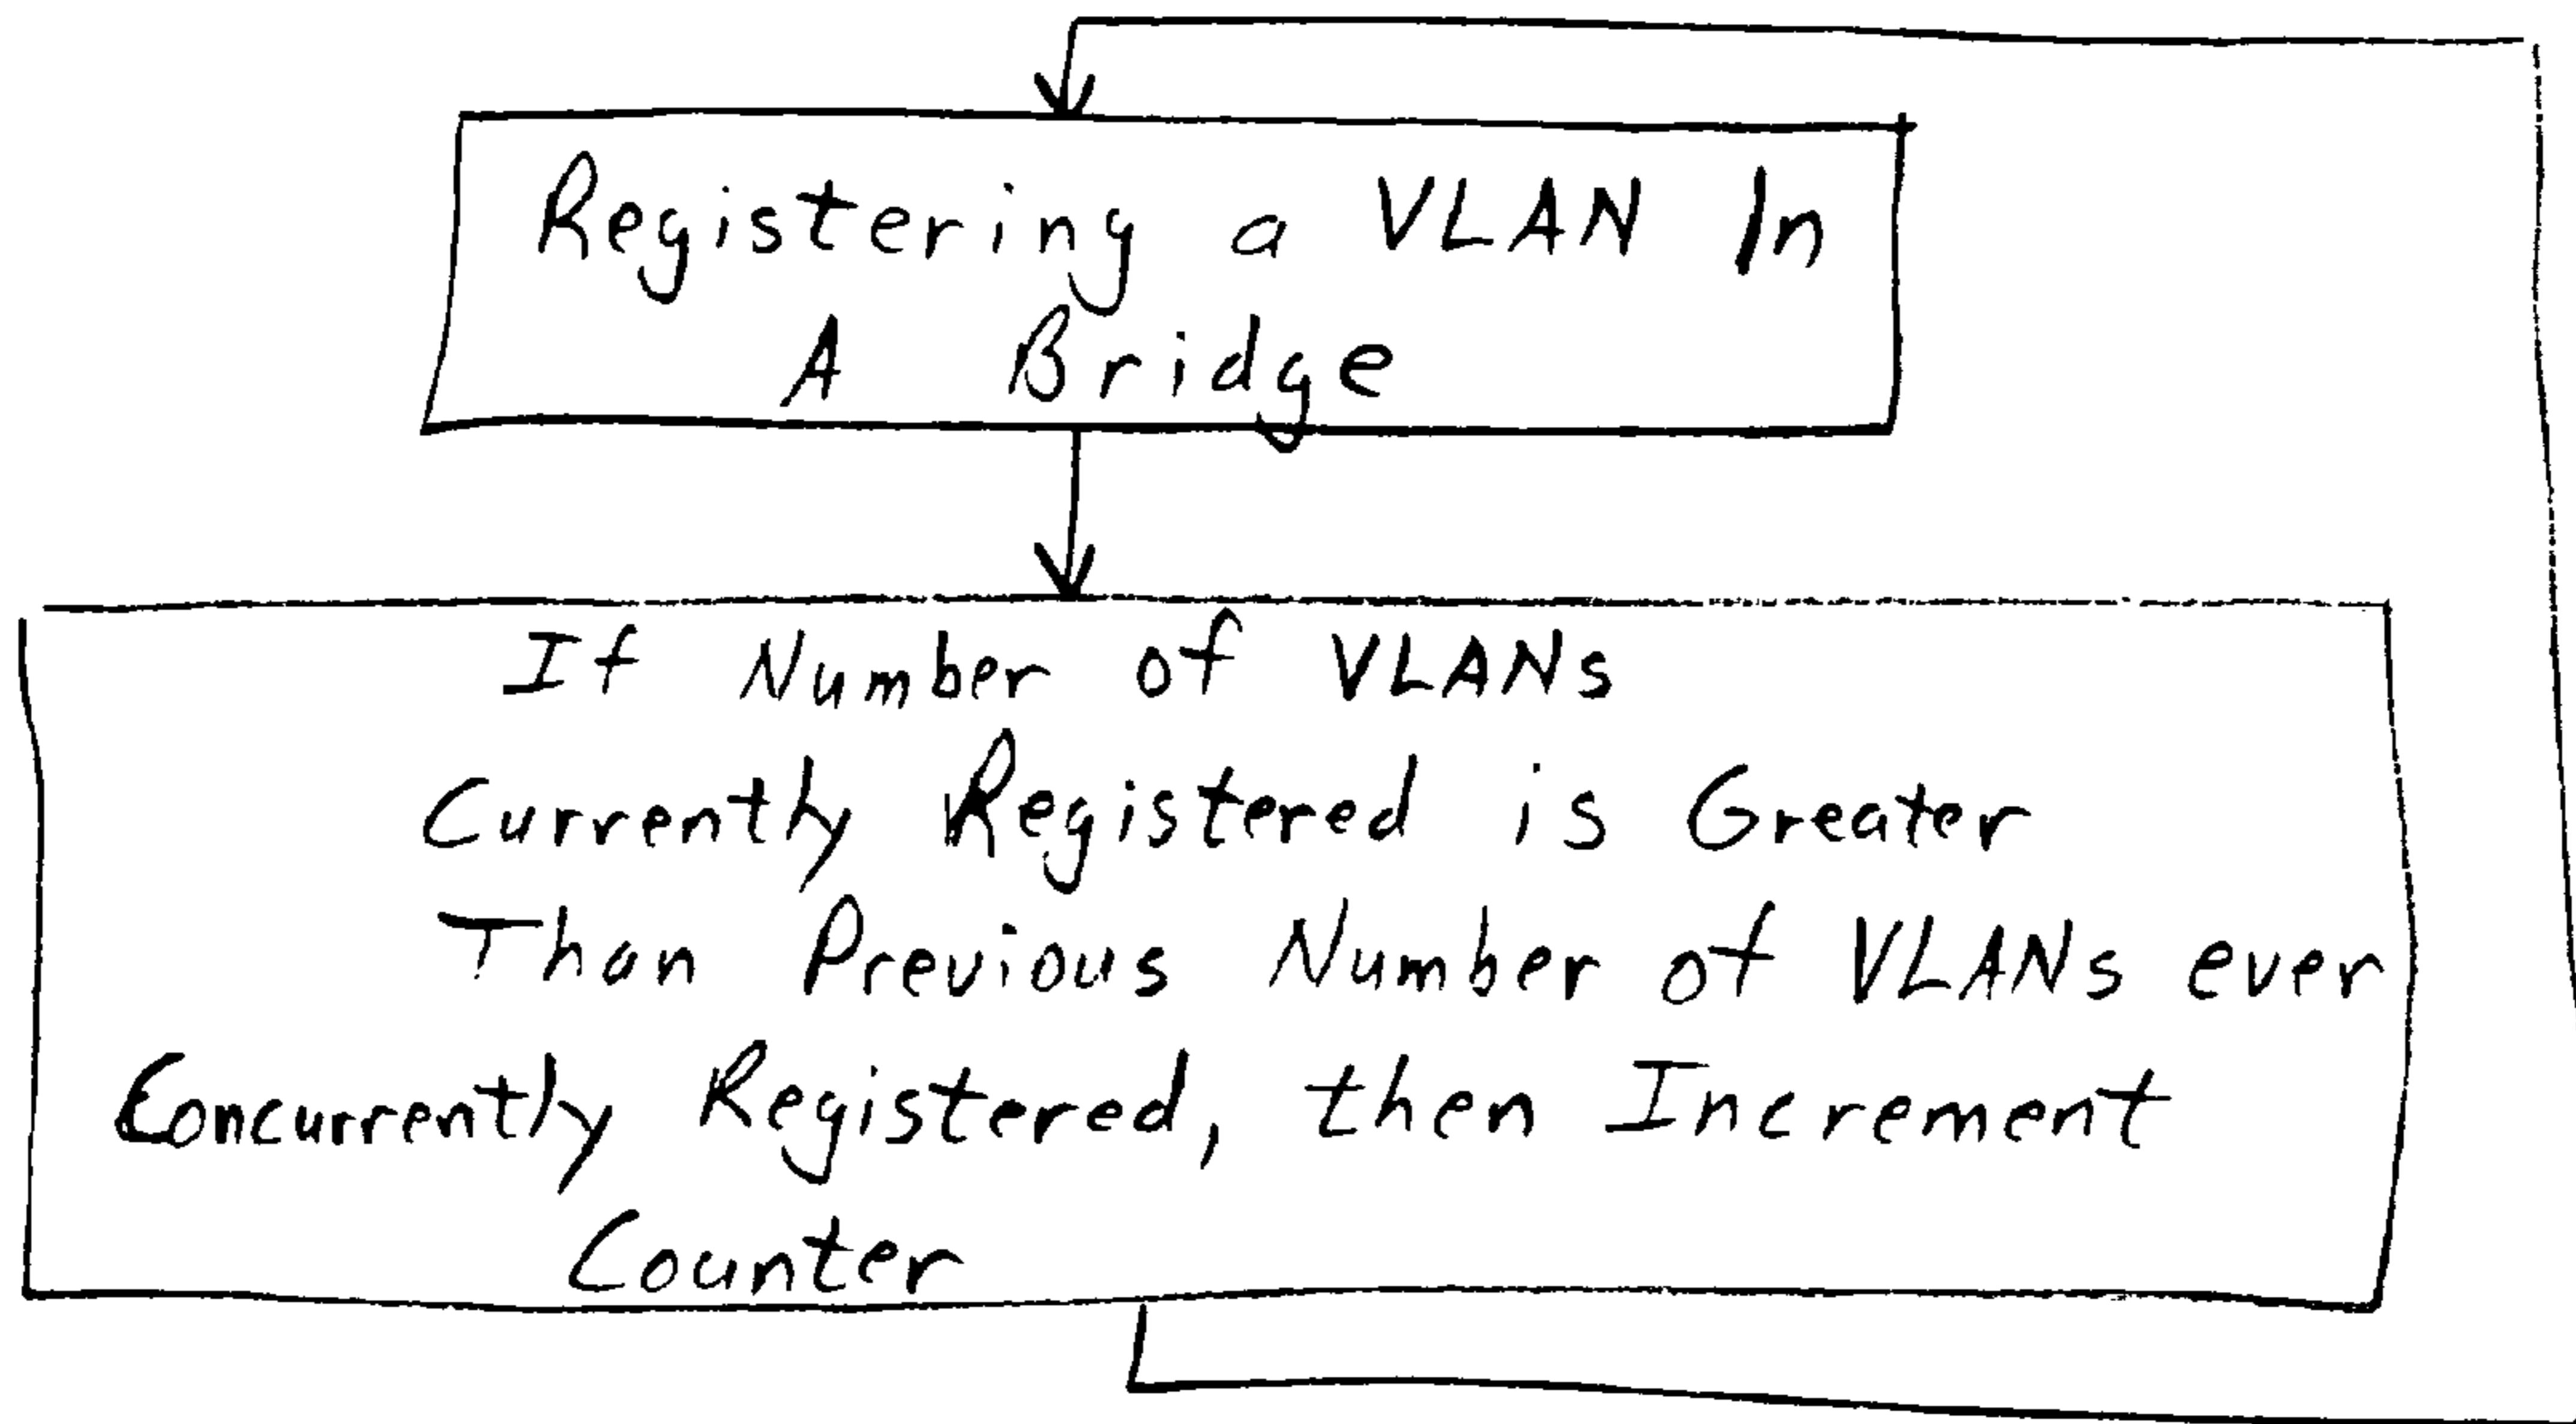 Registering a VLAN In
A Bridge
If Number of VLANs
Currently Registered is Greater
Than Previous Number of VLANs ever
Concurrently Registered, then Increment
Counter